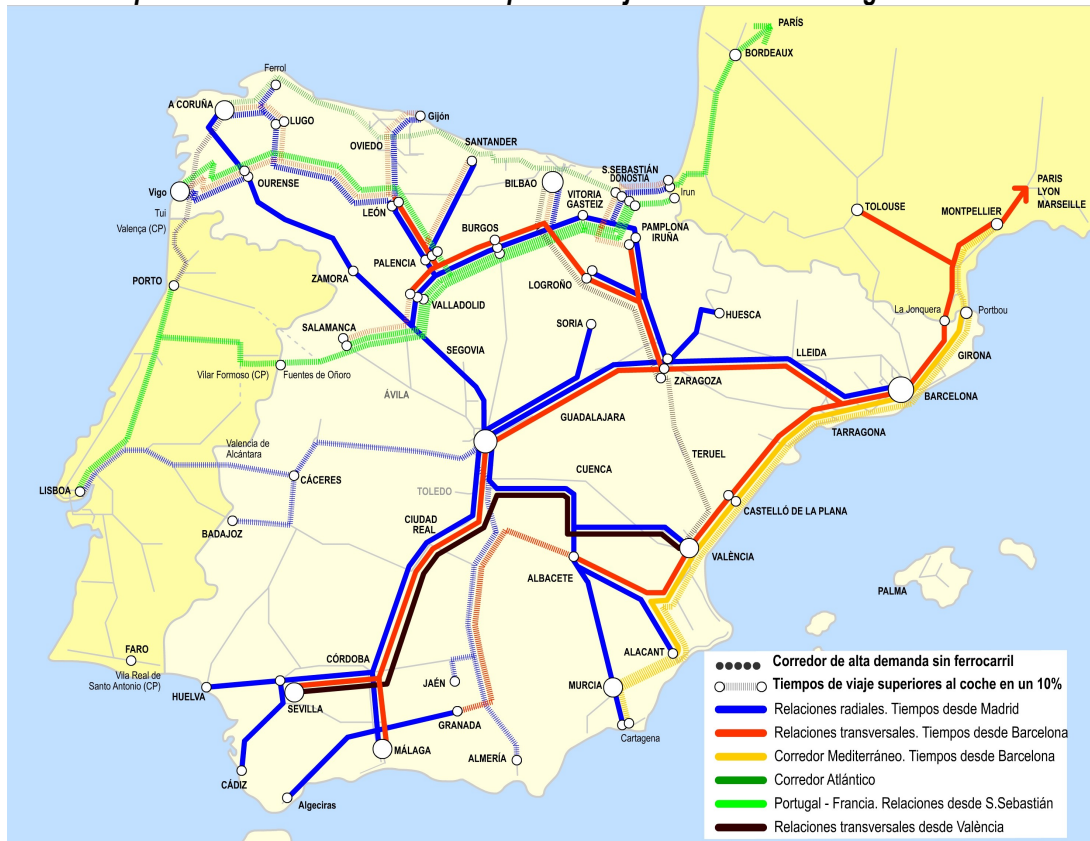 PARÍS
BORDEAUX
Ferrol
A CORUÑA
LUGO
Gijón
OVIEDO
SANTANDER
S.SEBASTIÁN
DONOSTIA
BILBAO
Irun
PARIS
LYON
MARSEILLE
Vigo
OURENSE
VITORIA
GASTEIZ
TOLOUSE
MONTPELLIER
Tui
Valença (CP)
LEÓN
BURGOS
PAMPLONA
IRUÑA
PALENCIA
ZAMORA
PORTO
LOGROÑO
VALLADOLID
La Jonquera
Portbou
HUESCA
SALAMANCA
SORIA
SEGOVIA
LLEIDA
GIRONA
Vilar Formoso (CP)
Fuentes de Oñoro
ZARAGOZA
ÁVILA
BARCELONA
GUADALAJARA
TARRAGONA
Valencia de
Alcántara
TERUEL
CUENCA
CÁCERES
LISBOA
TOLEDO
CASTELLÓ DE LA PLANA
CIUDAD
REAL
BADAJOZ
VALÈNCIA
ALBACETE
PALMA
FARO
ALACANT
CÓRDOBA
Vila Real de
Santo Antonio (CP)
JAÉN
MURCIA
HUELVA
SEVILLA
GRANADA
Cartagena
MÁLAGA
ALMERÍA
CÁDIZ
Algeciras
Corredor de alta demanda sin ferrocarril
Tiempos de viaje superiores al coche en un 10%
Relaciones radiales. Tiempos desde Madrid
Relaciones transversales. Tiempos desde Barcelona
Corredor Mediterráneo. Tiempos desde Barcelona
Corredor Atlántico
Portugal - Francia. Relaciones desde S.Sebastián
Relaciones transversales desde València